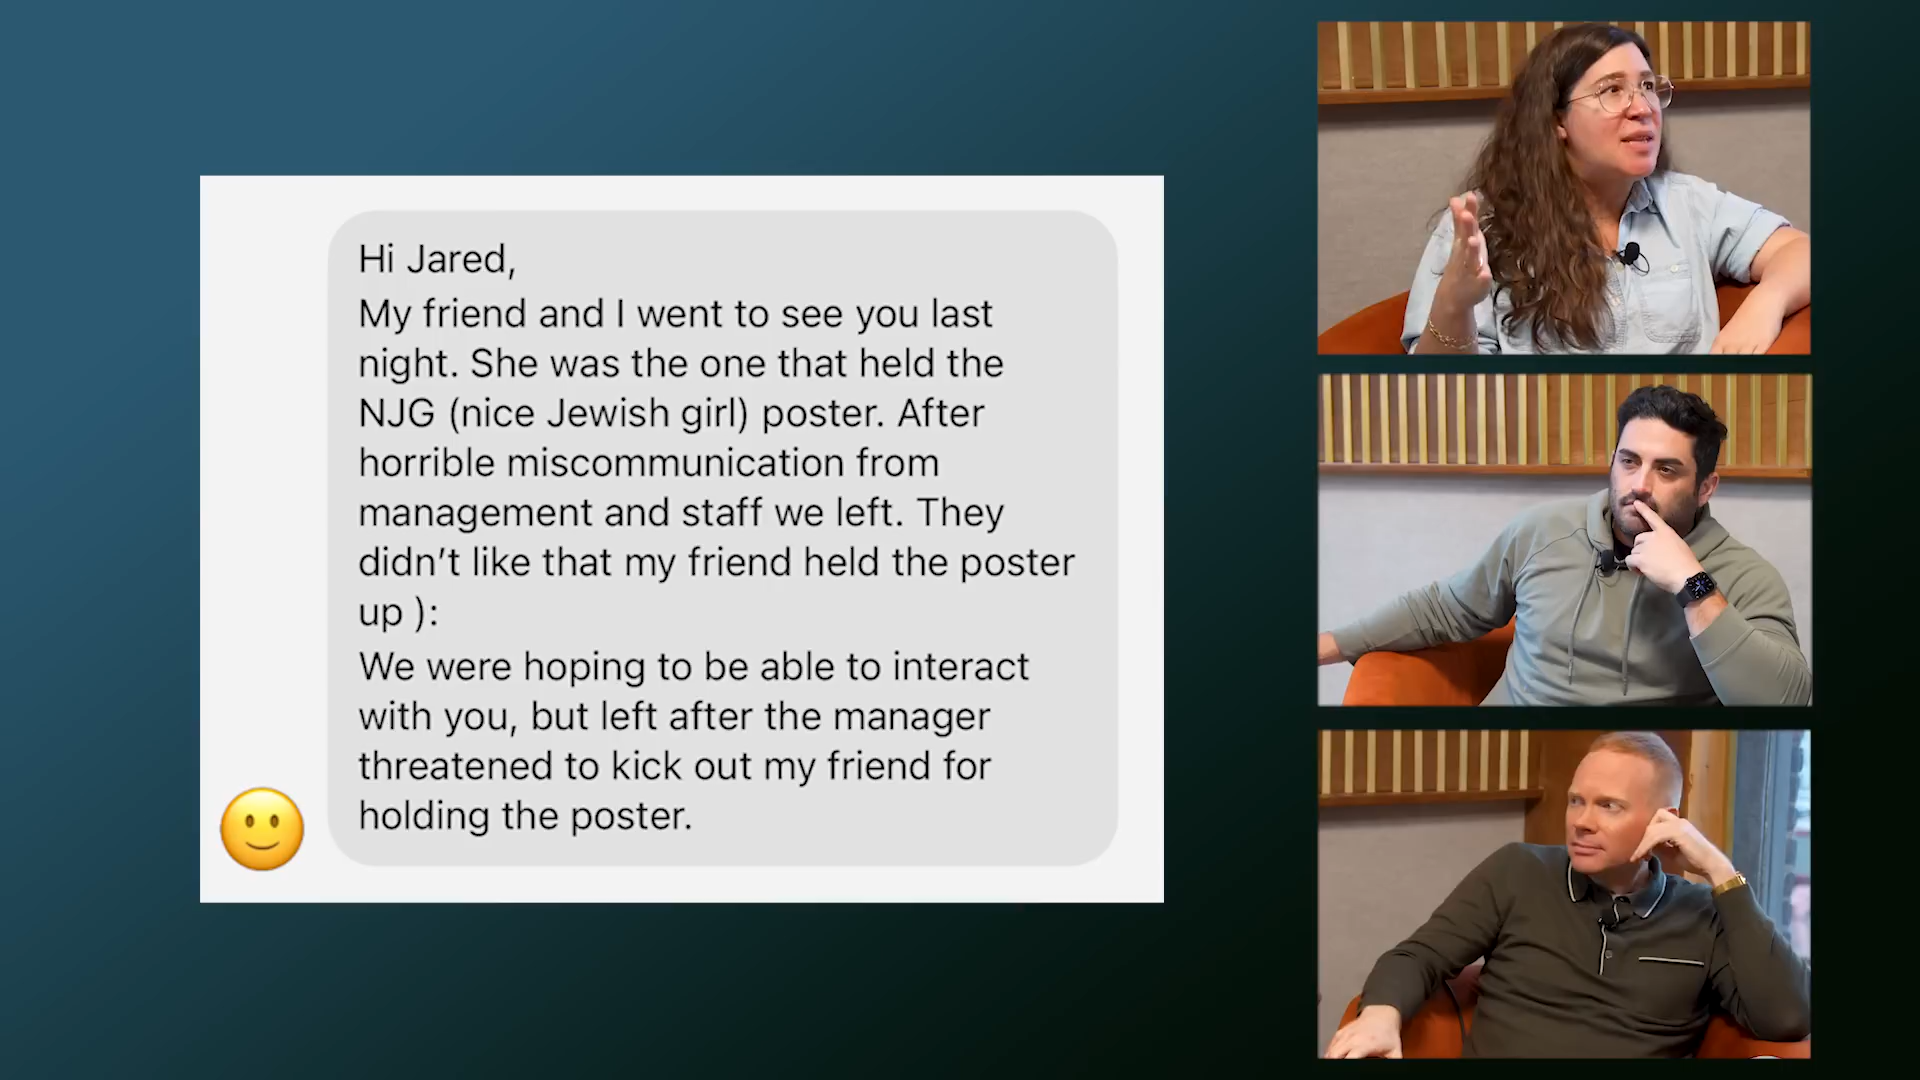 Hi Jared,
My friend and I went to see you last
night. She was the one that held the
NJG (nice Jewish girl) poster. After
horrible miscommunication from
management and staff we left. They
didn’t like that my friend held the poster
up ):
We were hoping to be able to interact
with you, but left after the manager
threatened to kick out my friend for
holding the poster.